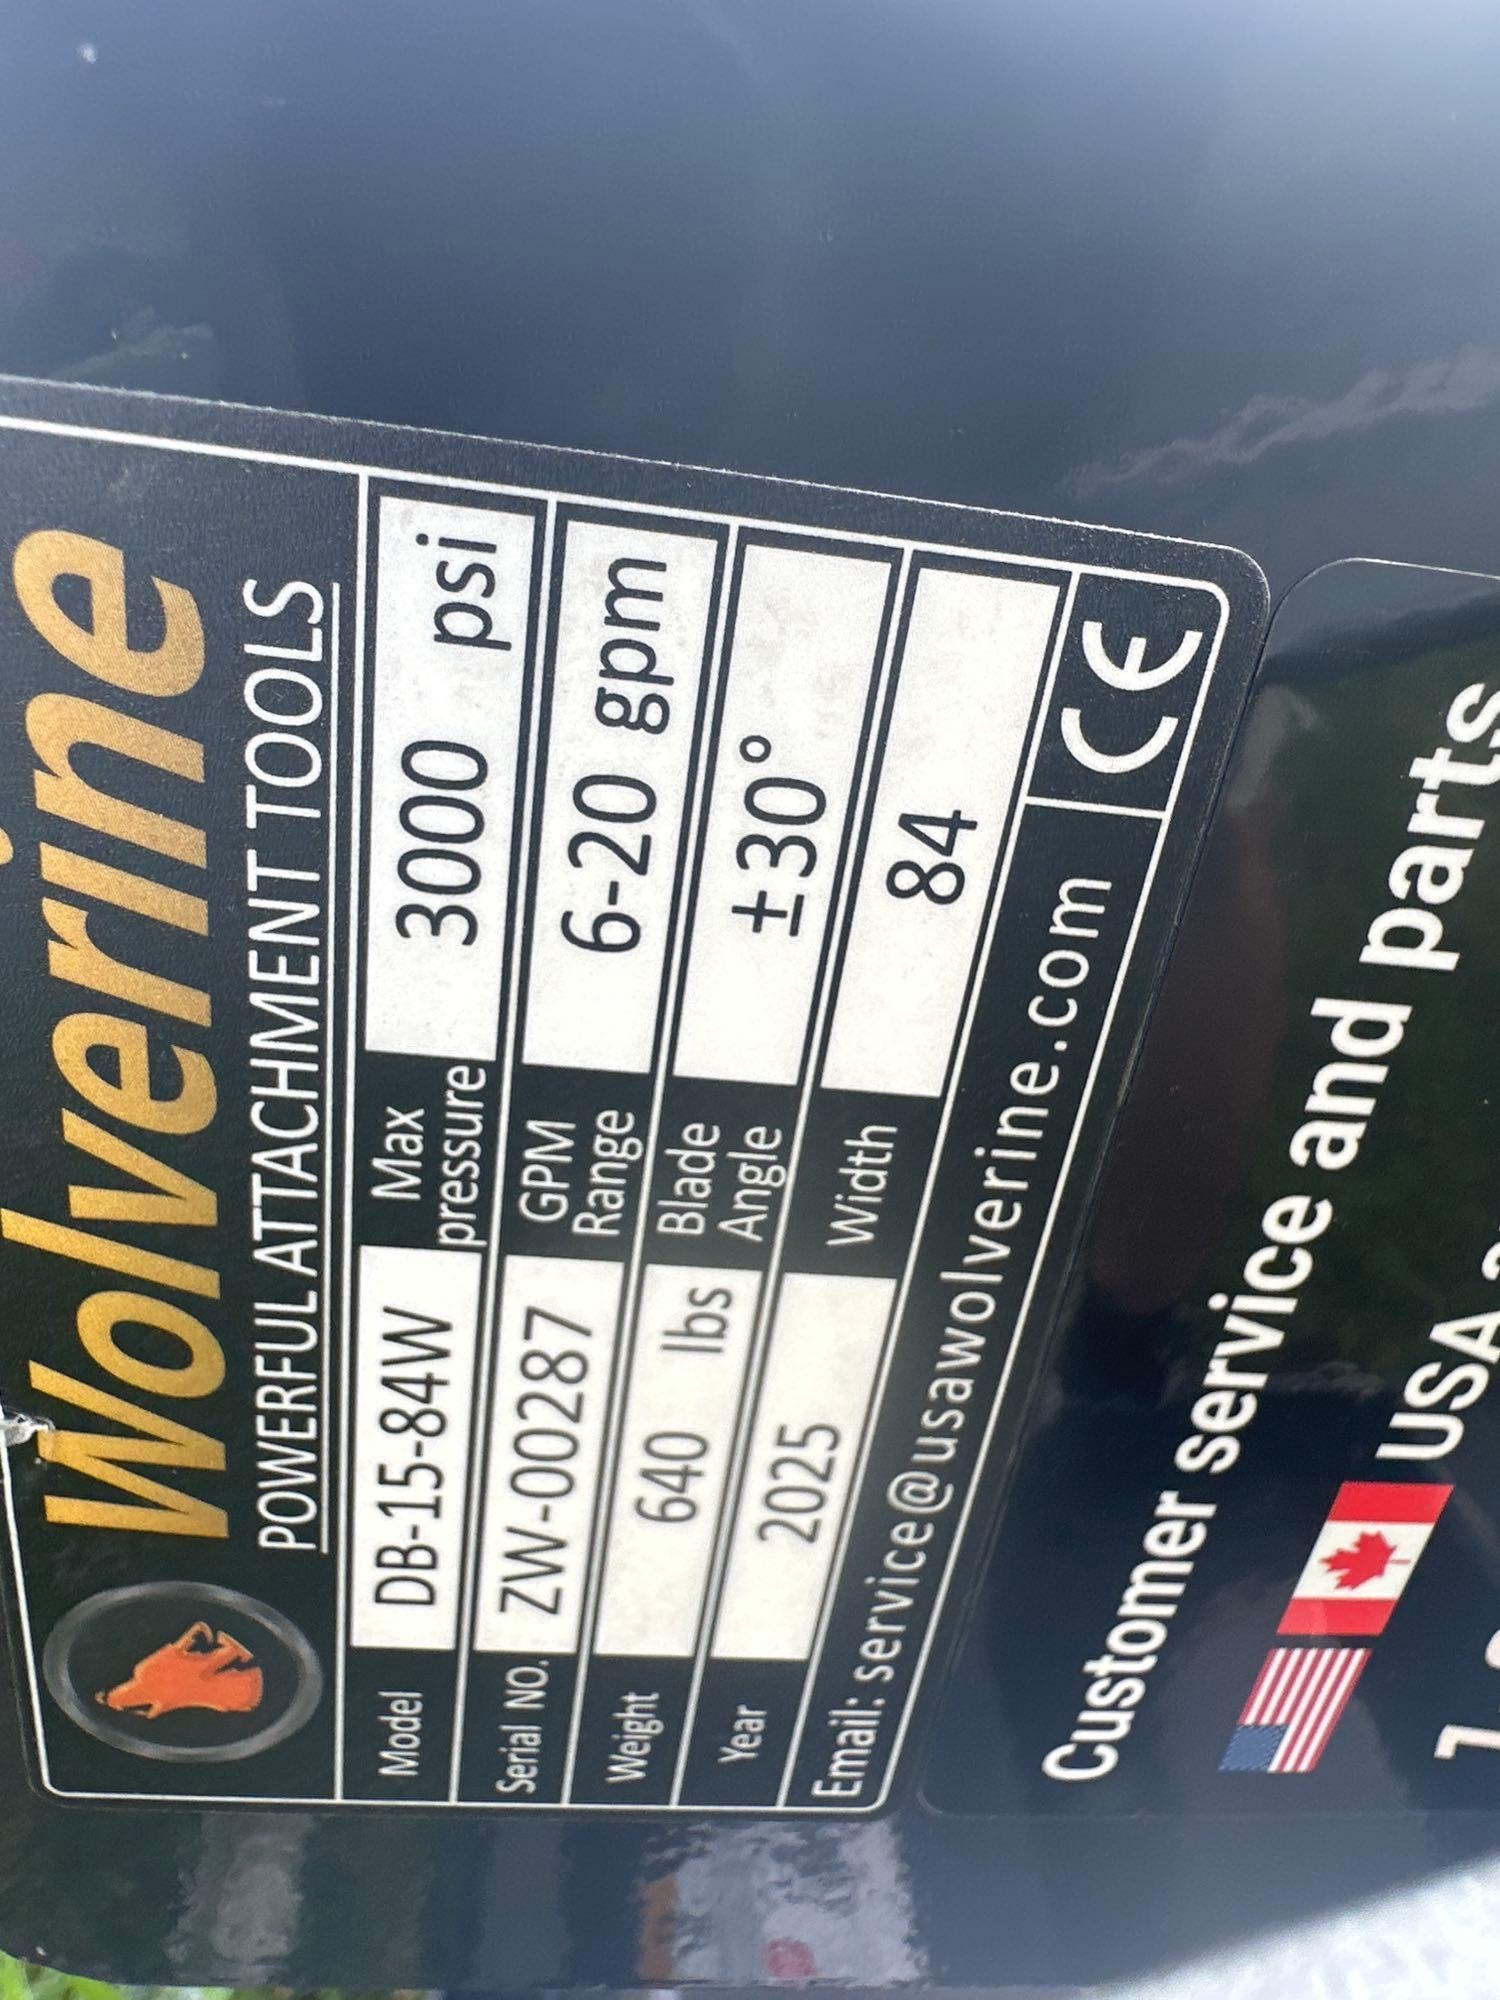 Wolverine
POWERFUL ATTACHMENT TOOLS
Model DB-15-84W Max pressure 3000 psi
Serial NO. ZW-00287 GPM Range 6-20 gpm
Weight 640 lbs Blade Angle ±30°
Year 2025 Width 84
Email: service@usawolverine.com CE
Customer service and parts
USA